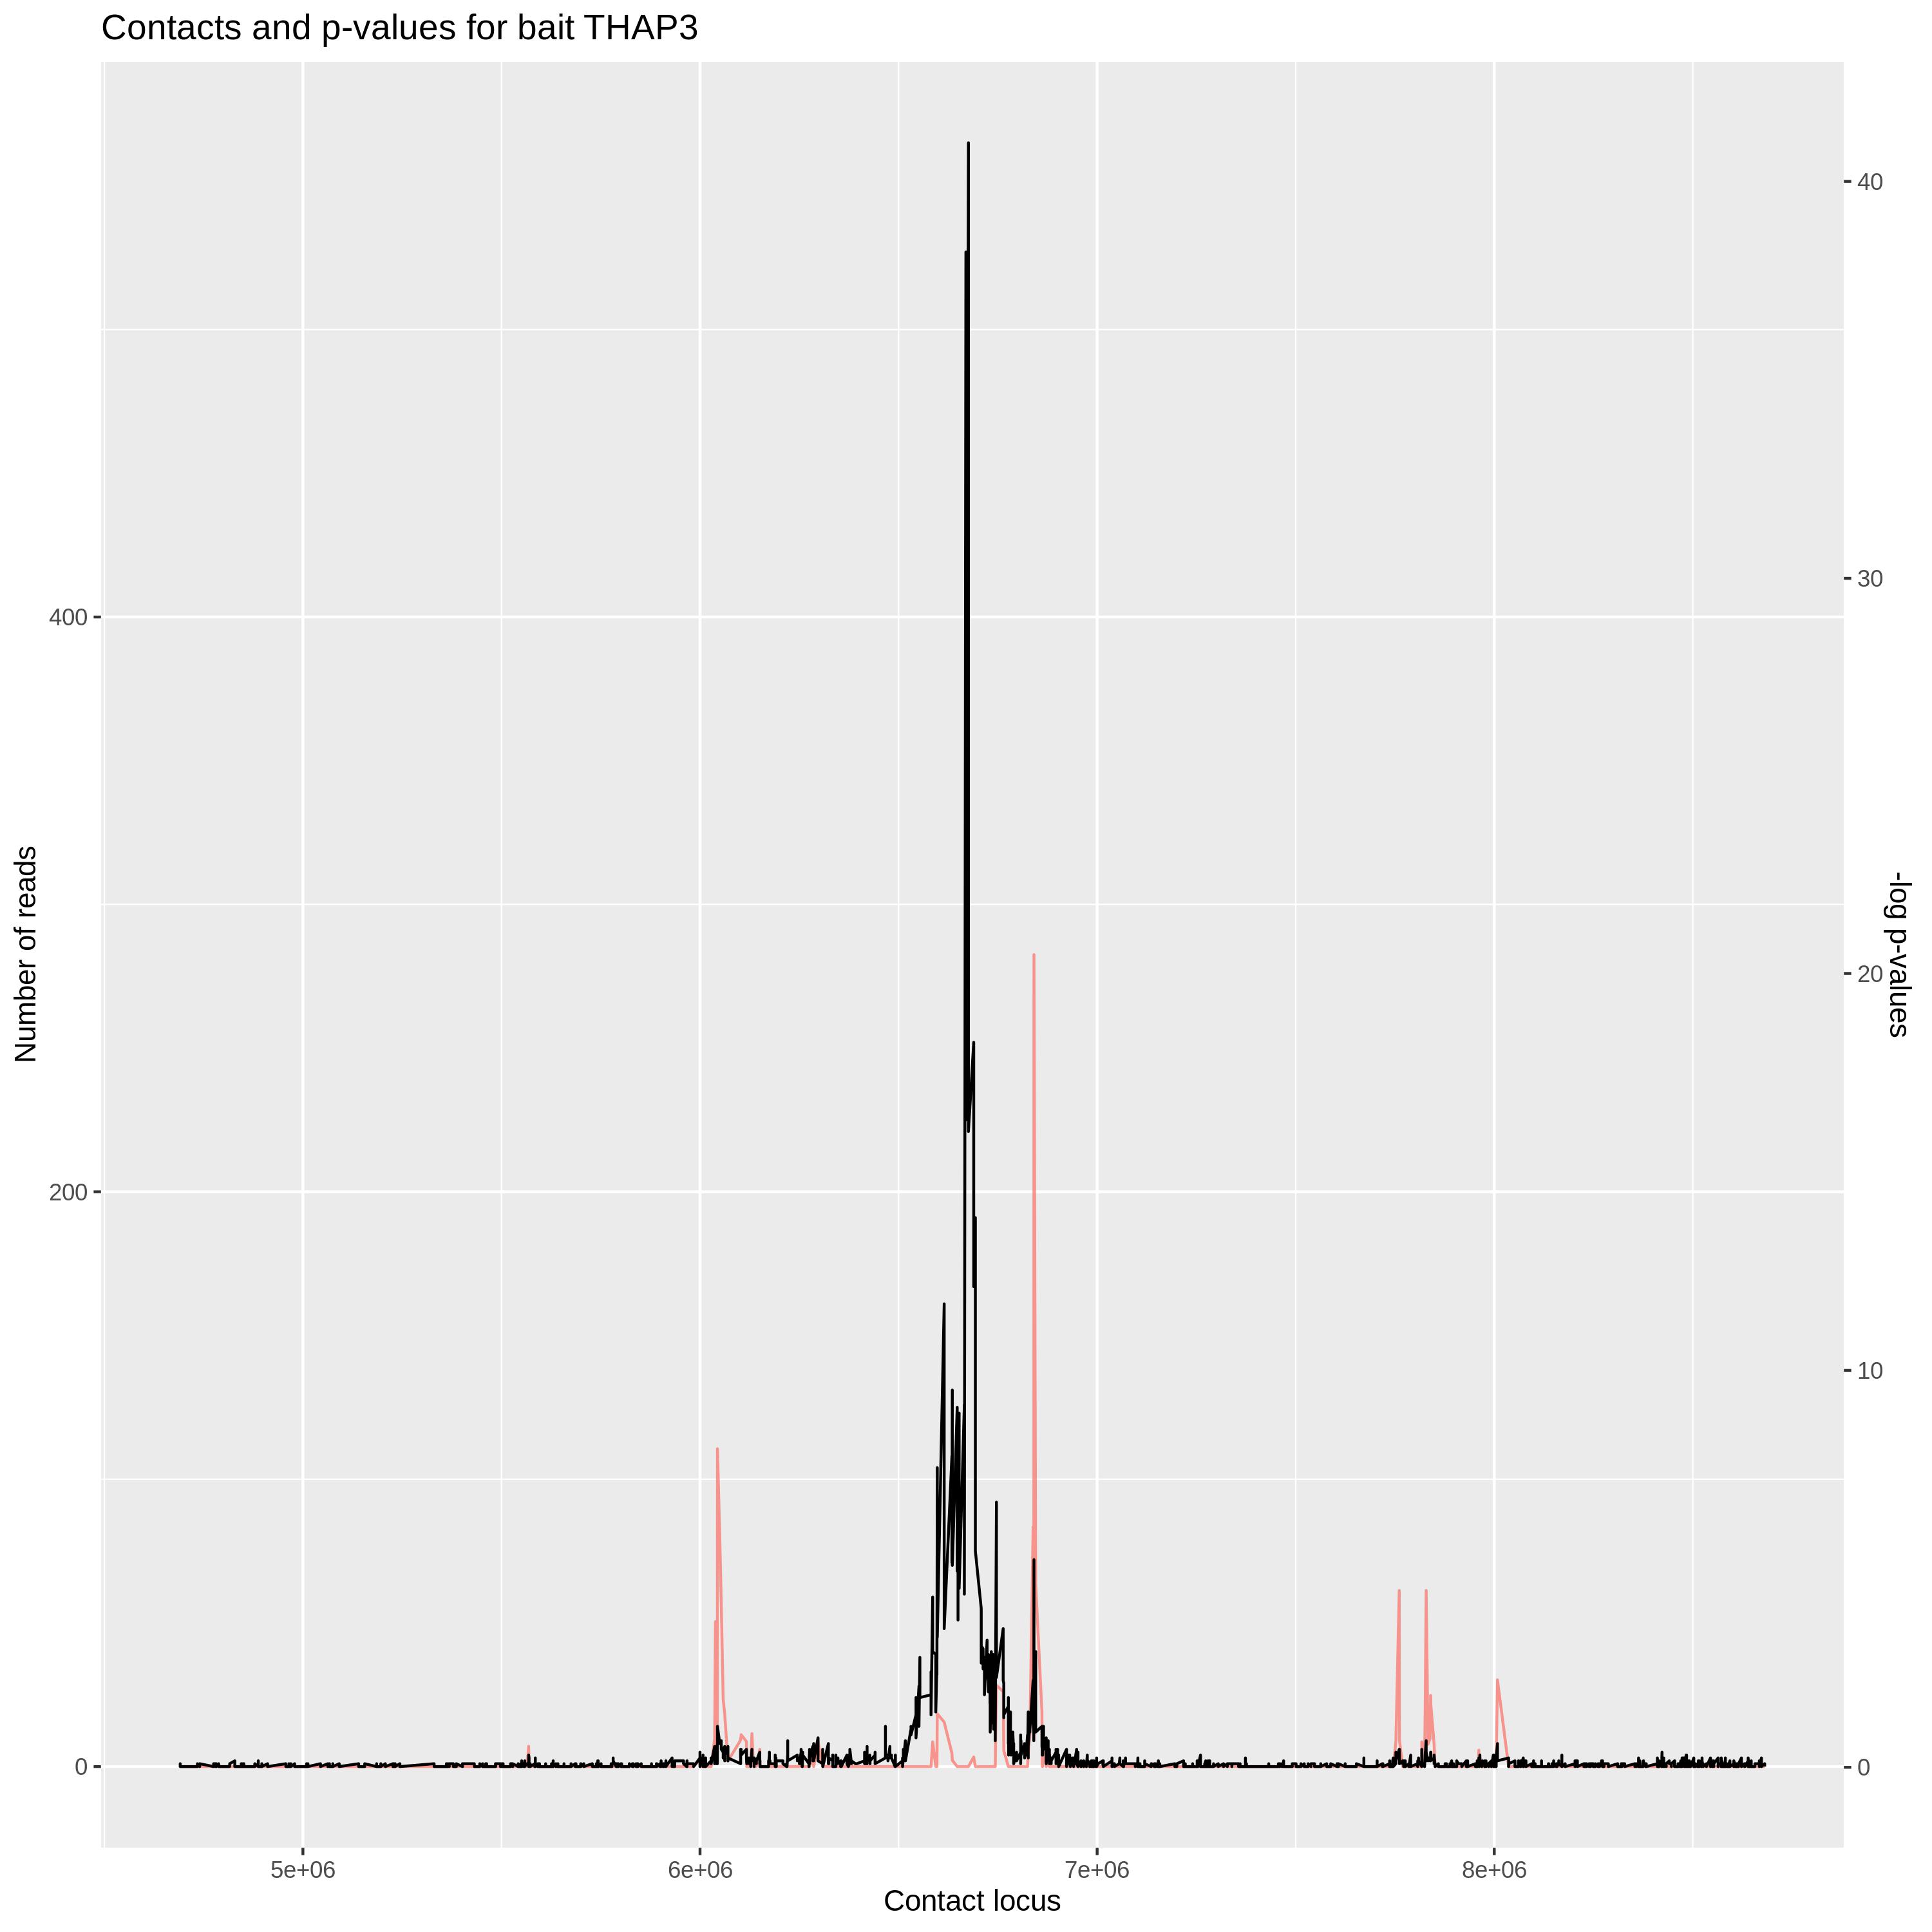 Contacts and p-values for bait THAP3
Number of reads
400
200
0
40
30
20
10
0
-log p-values
5e+06
6e+06
7e+06
8e+06
Contact locus